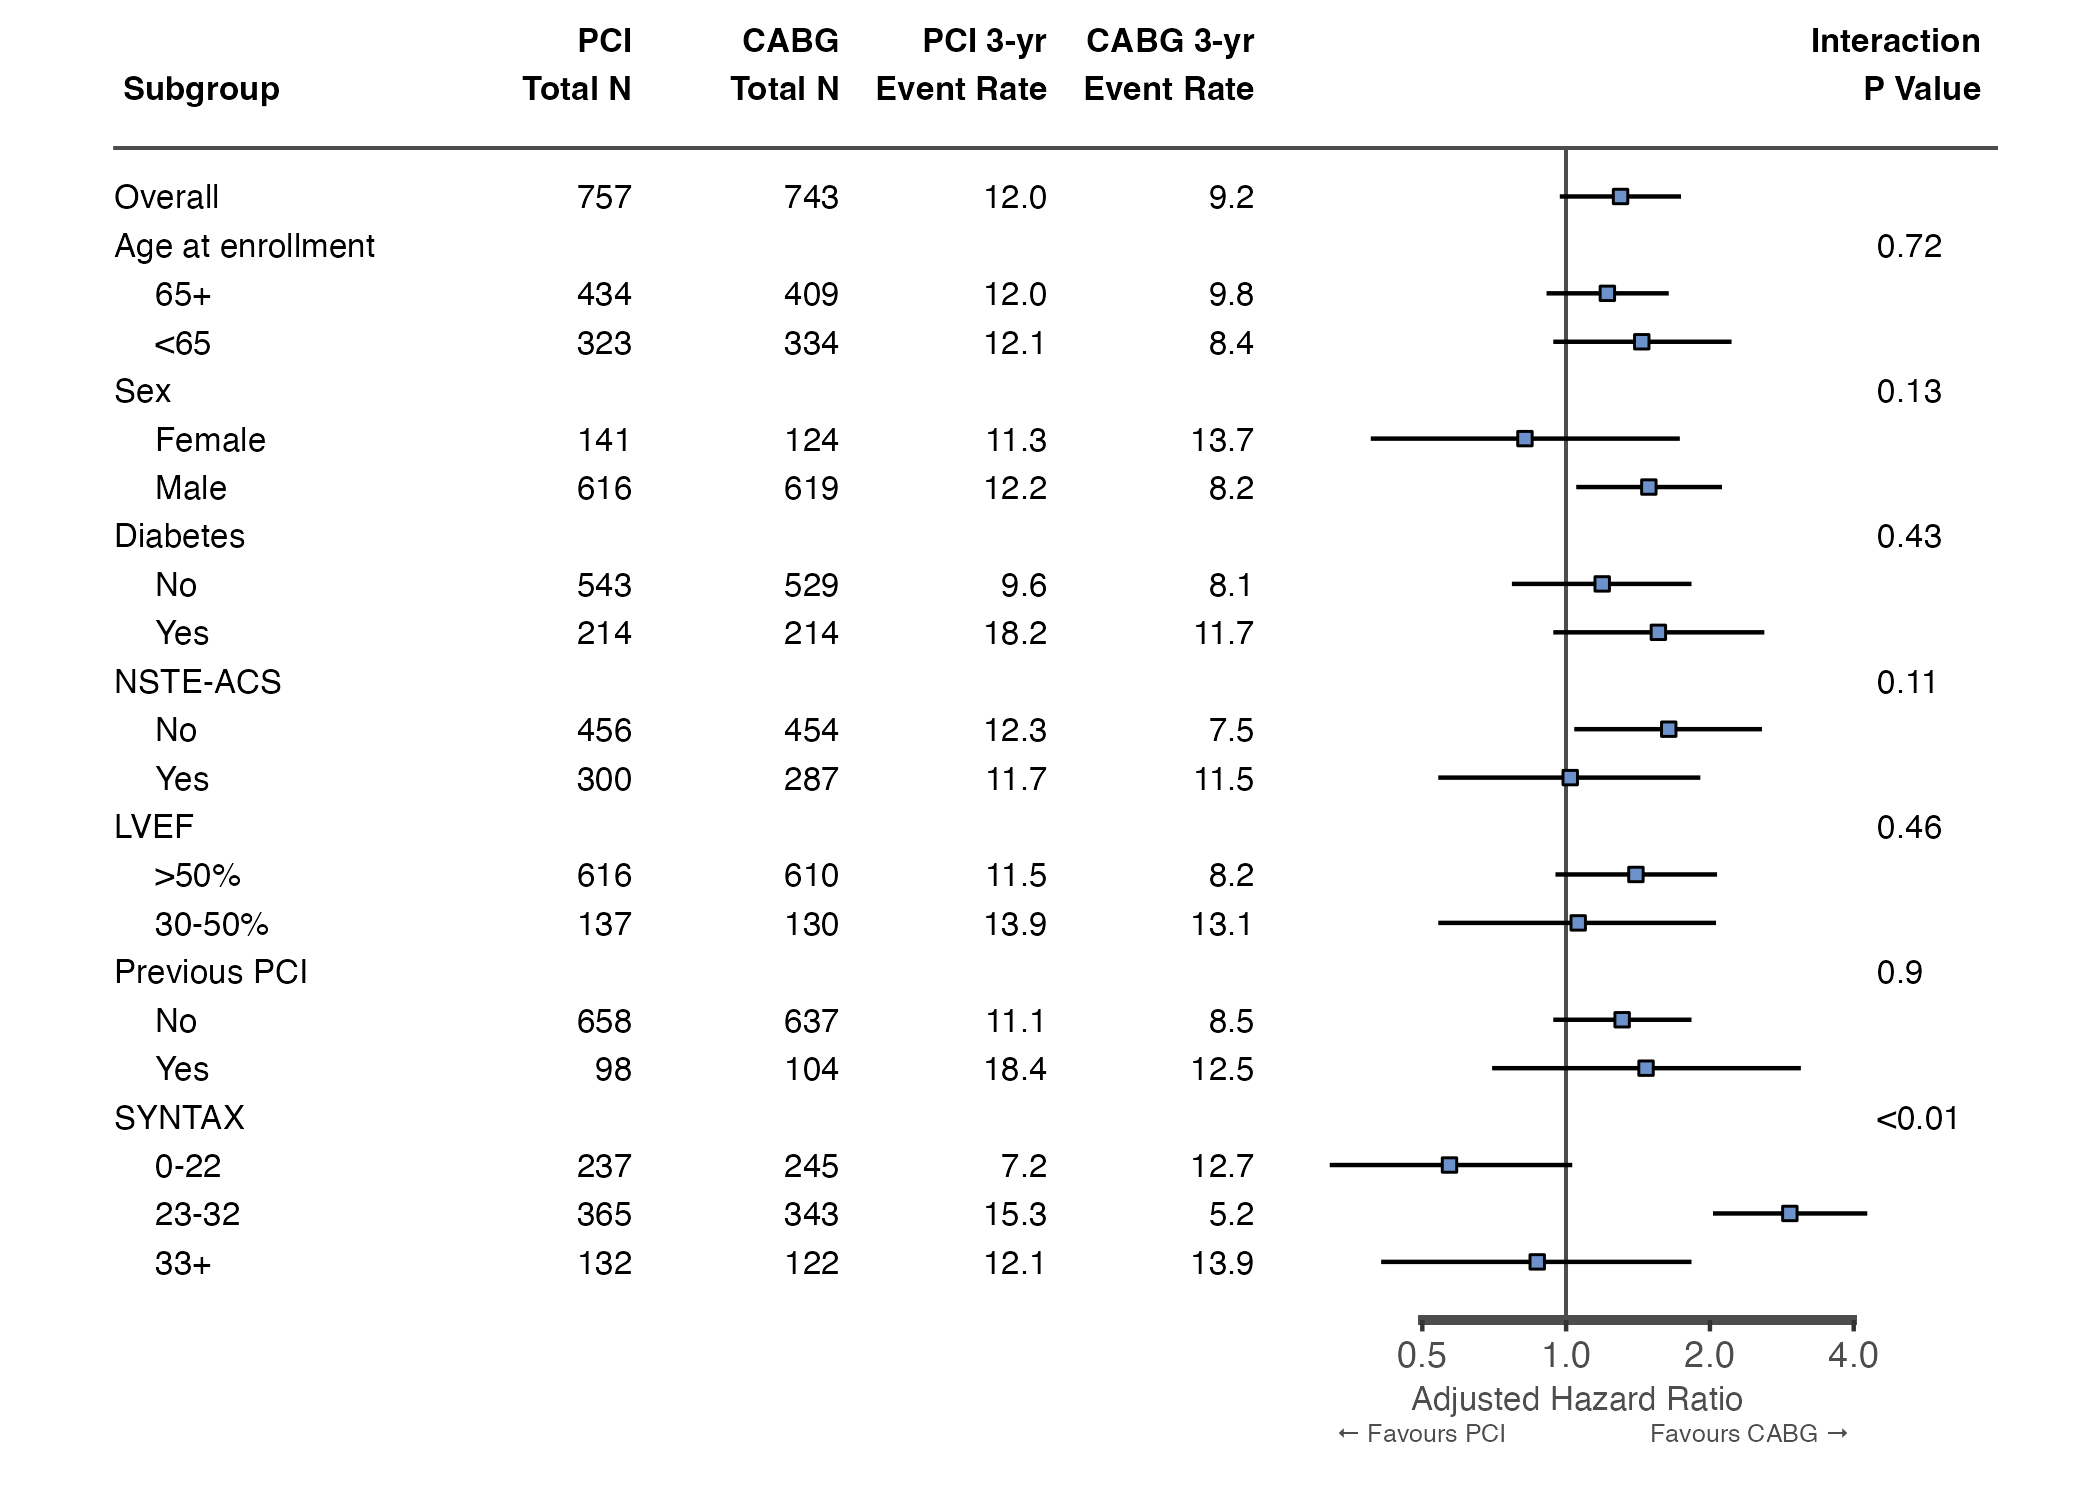 PCI CABG PCI 3-yr CABG 3-yr Interaction
Subgroup Total N Total N Event Rate Event Rate P Value
Overall 757 743 12.0 9.2
Age at enrollment 0.72
65+ 434 409 12.0 9.8
<65 323 334 12.1 8.4
Sex 0.13
Female 141 124 11.3 13.7
Male 616 619 12.2 8.2
Diabetes 0.43
No 543 529 9.6 8.1
Yes 214 214 18.2 11.7
NSTE-ACS 0.11
No 456 454 12.3 7.5
Yes 300 287 11.7 11.5
LVEF 0.46
>50% 616 610 11.5 8.2
30-50% 137 130 13.9 13.1
Previous PCI 0.9
No 658 637 11.1 8.5
Yes 98 104 18.4 12.5
SYNTAX <0.01
0-22 237 245 7.2 12.7
23-32 365 343 15.3 5.2
33+ 132 122 12.1 13.9
0.5 1.0 2.0 4.0
Adjusted Hazard Ratio
← Favours PCI Favours CABG →